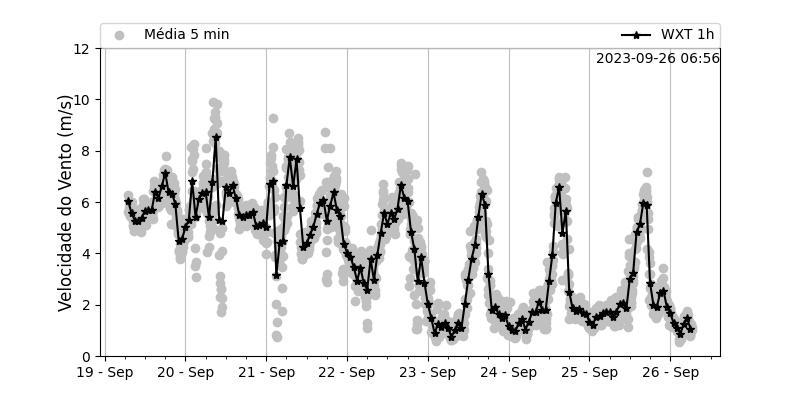 Média 5 min
WXT 1h
2023-09-26 06:56
Velocidade do Vento (m/s)
12
10
8
6
4
2
0
19 - Sep
20 - Sep
21 - Sep
22 - Sep
23 - Sep
24 - Sep
25 - Sep
26 - Sep